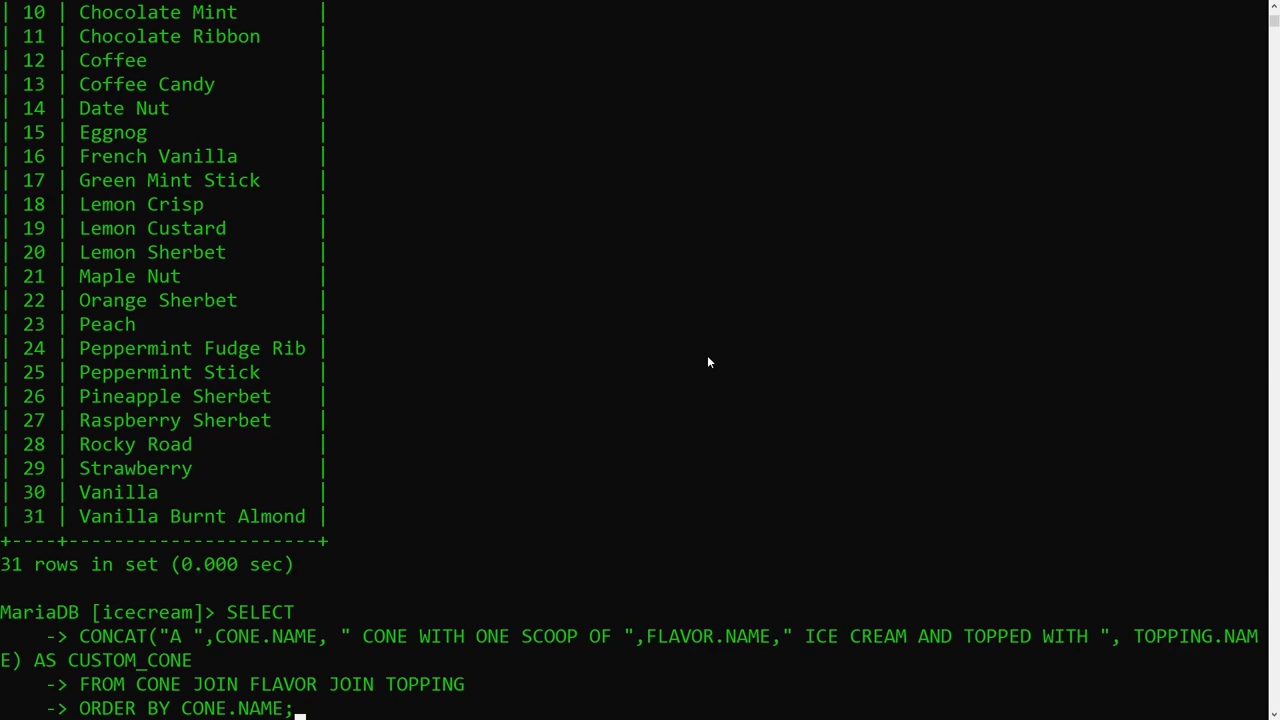 | 10 | Chocolate Mint       |
| 11 | Chocolate Ribbon     |
| 12 | Coffee               |
| 13 | Coffee Candy         |
| 14 | Date Nut             |
| 15 | Eggnog               |
| 16 | French Vanilla       |
| 17 | Green Mint Stick     |
| 18 | Lemon Crisp          |
| 19 | Lemon Custard        |
| 20 | Lemon Sherbet        |
| 21 | Maple Nut            |
| 22 | Orange Sherbet       |
| 23 | Peach                |
| 24 | Peppermint Fudge Rib |
| 25 | Peppermint Stick     |
| 26 | Pineapple Sherbet    |
| 27 | Raspberry Sherbet    |
| 28 | Rocky Road           |
| 29 | Strawberry           |
| 30 | Vanilla              |
| 31 | Vanilla Burnt Almond |
+----+----------------------+
31 rows in set (0.000 sec)
MariaDB [icecream]> SELECT
    -> CONCAT("A ",CONE.NAME, " CONE WITH ONE SCOOP OF ",FLAVOR.NAME," ICE CREAM AND TOPPED WITH ", TOPPING.NAM
E) AS CUSTOM_CONE
    -> FROM CONE JOIN FLAVOR JOIN TOPPING
    -> ORDER BY CONE.NAME;